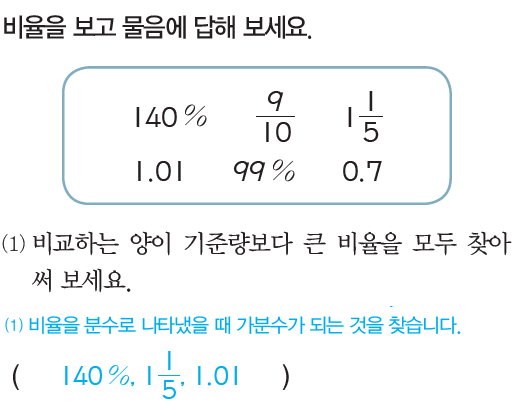 비율을 보고 물음에 답해 보세요.
140% 9/10 1 1/5
1.01 99% 0.7
(1) 비교하는 양이 기준량보다 큰 비율을 모두 찾아
써 보세요.
(1) 비율을 분수로 나타냈을 때 가분수가 되는 것을 찾습니다.
( 140%, 1 1/5, 1.01 )